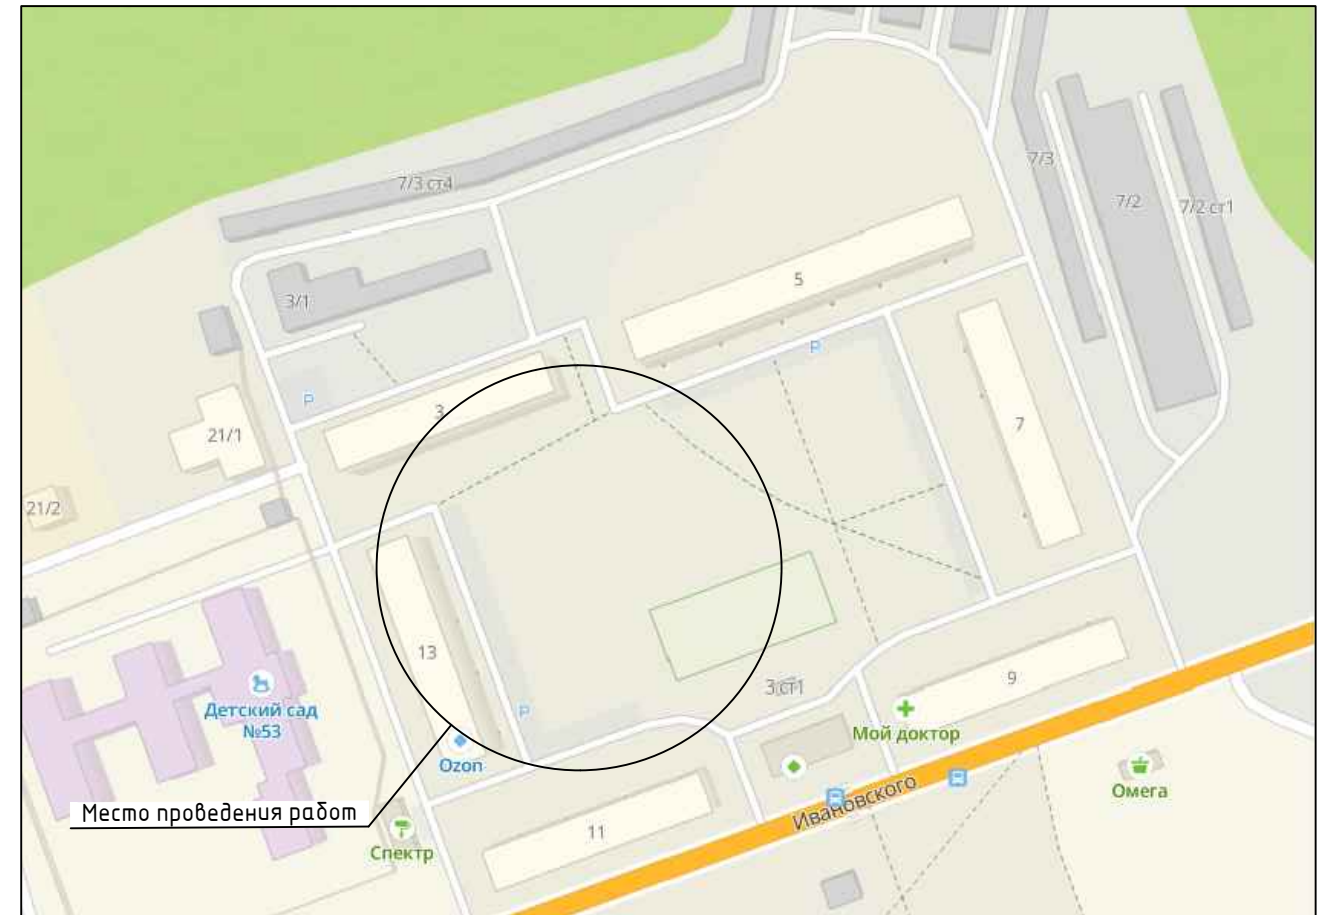 7/3
7/3 ст4
7/2
7/2 ст1
5
3/1
P
P
3
7
21/1
21/2
13
9
3 ст1
P
Детский сад
№53
Мой доктор
Ozon
Омега
Ивановского
Место проведения работ
11
Спектр